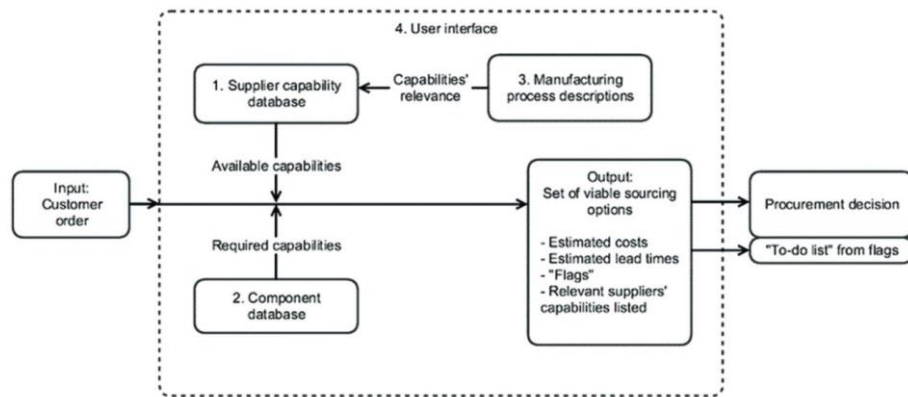 4. User interface
1. Supplier capability
database
Capabilities'
relevance
3. Manufacturing
process descriptions
Available capabilities
Input:
Customer
order
Required capabilities
2. Component
database
Output:
Set of viable sourcing
options
- Estimated costs
- Estimated lead times
- "Flags"
- Relevant suppliers'
capabilities listed
Procurement decision
"To-do list" from flags